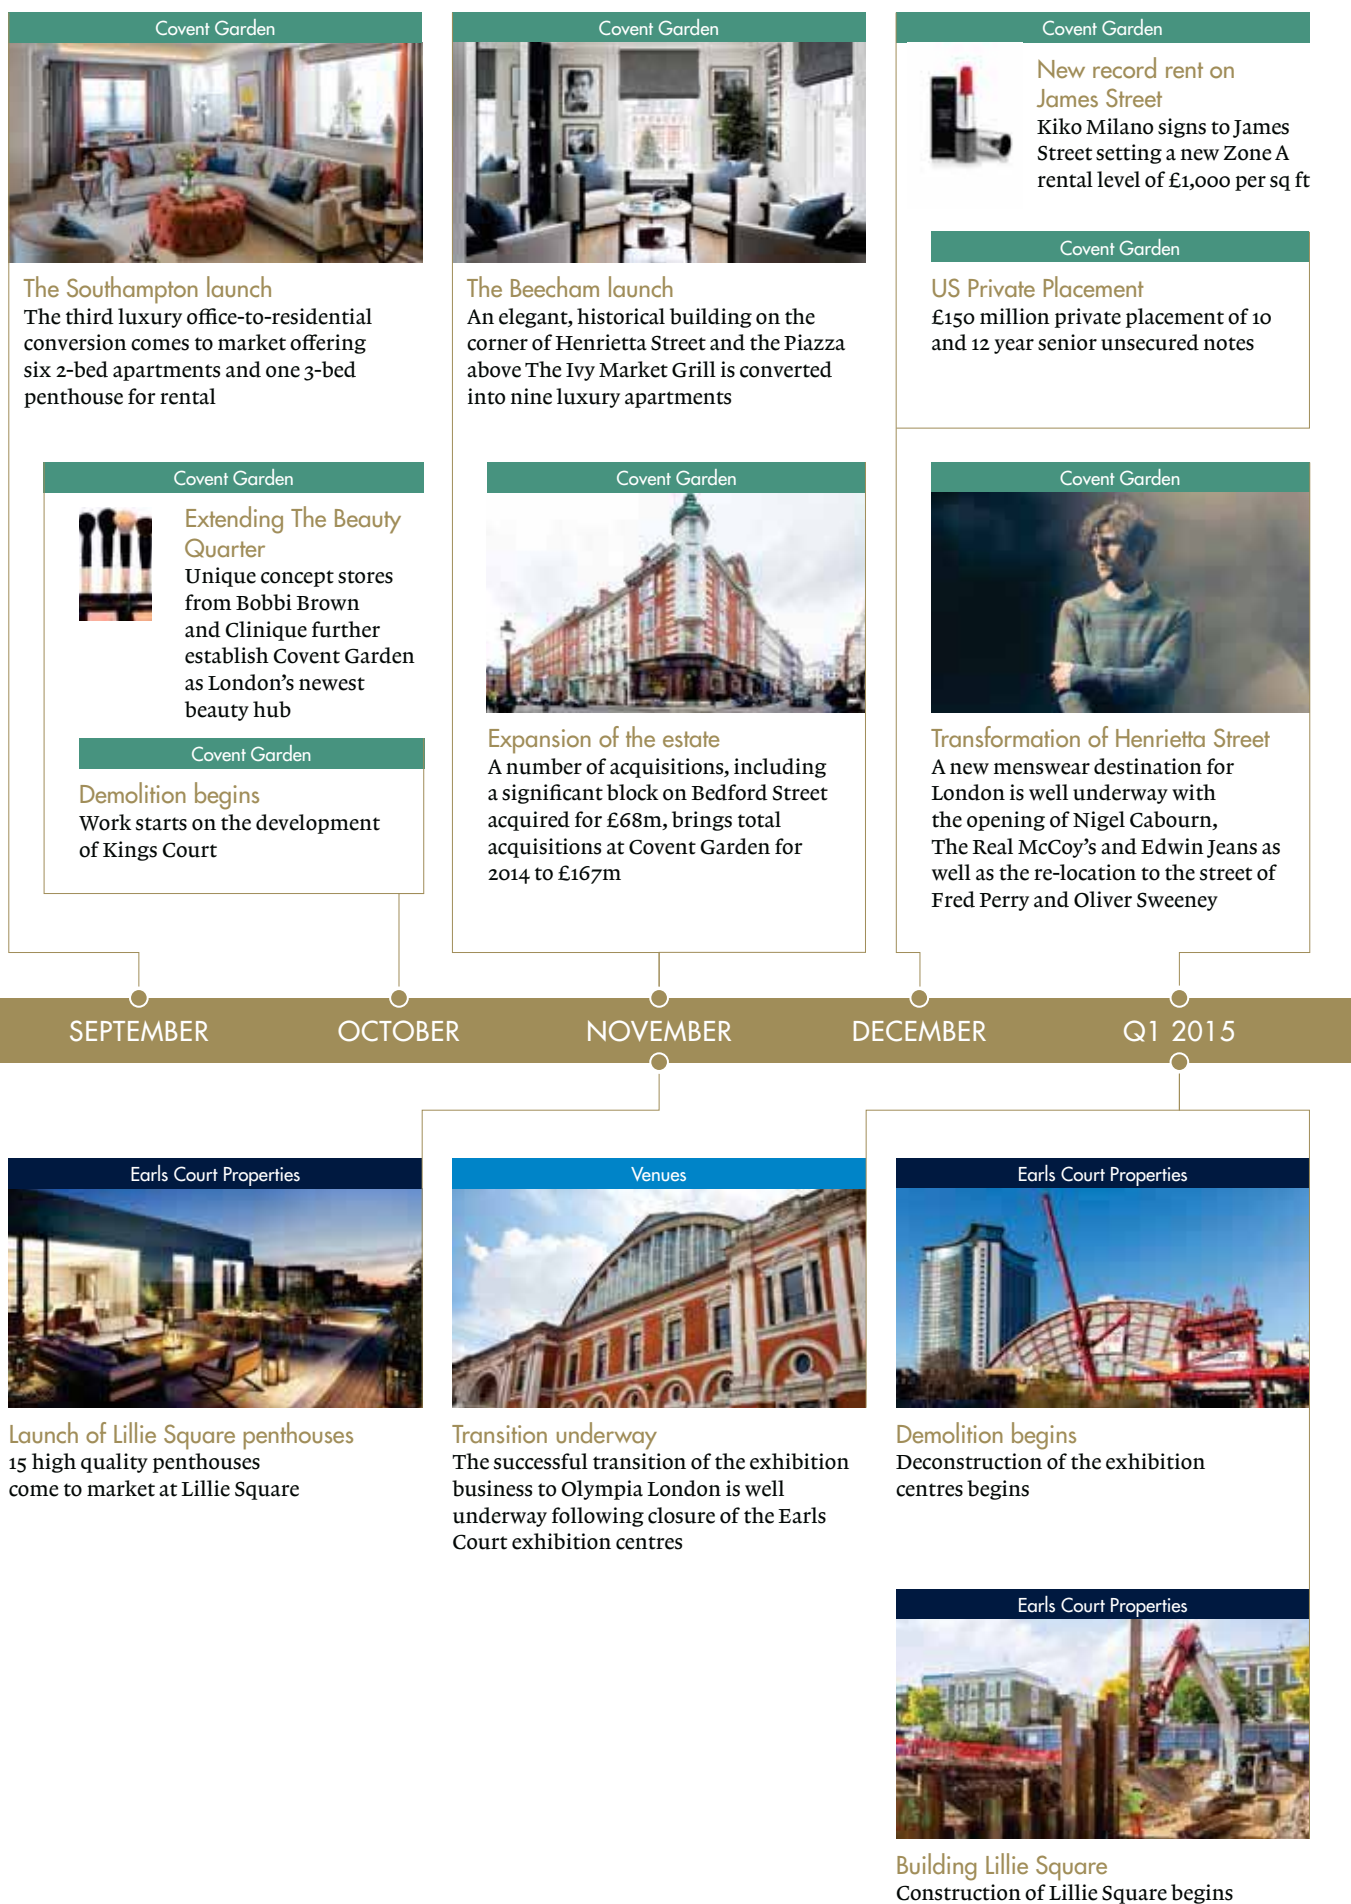 Covent Garden
The Southampton launch
The third luxury office-to-residential
conversion comes to market offering
six 2-bed apartments and one 3-bed
penthouse for rental
Covent Garden
Extending The Beauty
Quarter
Unique concept stores
from Bobbi Brown
and Clinique further
establish Covent Garden
as London's newest
beauty hub
Covent Garden
Demolition begins
Work starts on the development
of Kings Court
Covent Garden
The Beecham launch
An elegant, historical building on the
corner of Henrietta Street and the Piazza
above The Ivy Market Grill is converted
into nine luxury apartments
Covent Garden
Expansion of the estate
A number of acquisitions, including
a significant block on Bedford Street
acquired for £68m, brings total
acquisitions at Covent Garden for
2014 to £167m
Covent Garden
New record rent on
James Street
Kiko Milano signs to James
Street setting a new Zone A
rental level of £1,000 per sq ft
Covent Garden
US Private Placement
£150 million private placement of 10
and 12 year senior unsecured notes
Covent Garden
Transformation of Henrietta Street
A new menswear destination for
London is well underway with
the opening of Nigel Cabourn,
The Real McCoy's and Edwin Jeans as
well as the re-location to the street of
Fred Perry and Oliver Sweeney
SEPTEMBER
OCTOBER
NOVEMBER
DECEMBER
Q1 2015
Earls Court Properties
Launch of Lillie Square penthouses
15 high quality penthouses
come to market at Lillie Square
Venues
Transition underway
The successful transition of the exhibition
business to Olympia London is well
underway following closure of the Earls
Court exhibition centres
Earls Court Properties
Demolition begins
Deconstruction of the exhibition
centres begins
Earls Court Properties
Building Lillie Square
Construction of Lillie Square begins